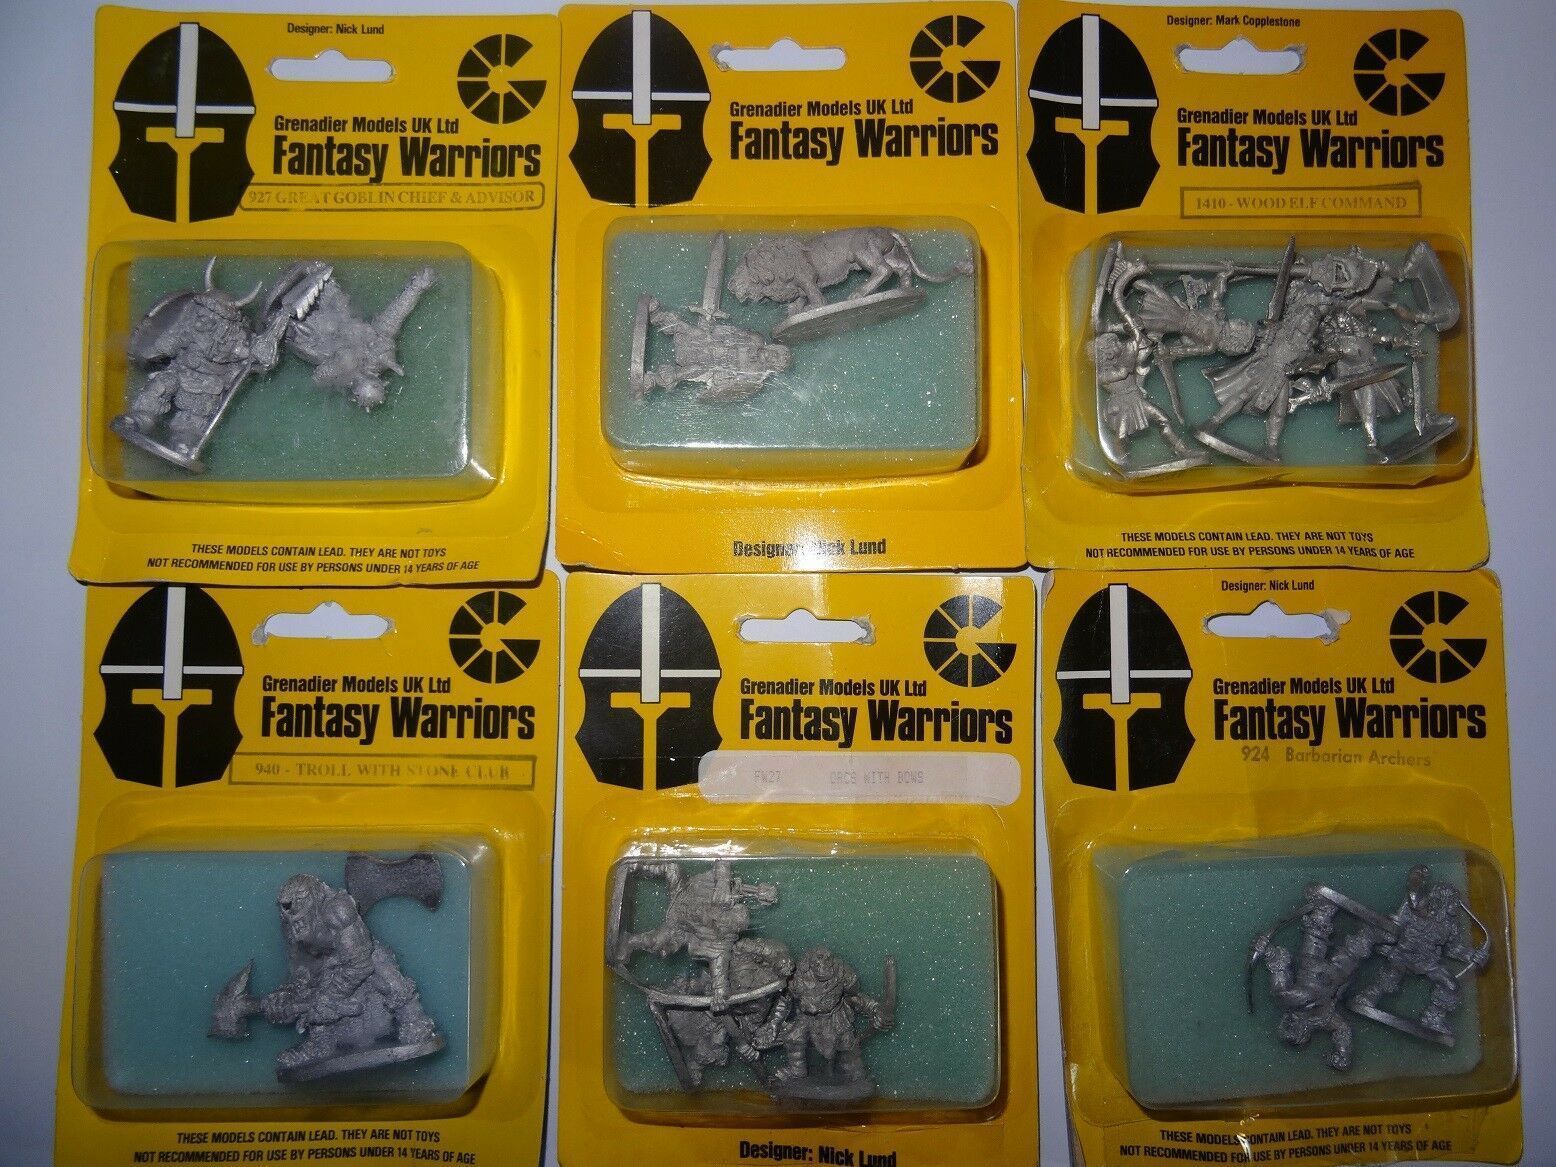 Designer: Nick Lund
Grenadier Models UK Ltd
Fantasy Warriors
927 GREAT GOBLIN CHIEF & ADVISOR
THESE MODELS CONTAIN LEAD. THEY ARE NOT TOYS
NOT RECOMMENDED FOR USE BY PERSONS UNDER 14 YEARS OF AGE
Grenadier Models UK Ltd
Fantasy Warriors
Designer: Nick Lund
Designer: Mark Copplestone
Grenadier Models UK Ltd
Fantasy Warriors
1410 - WOOD ELF COMMAND
THESE MODELS CONTAIN LEAD. THEY ARE NOT TOYS
NOT RECOMMENDED FOR USE BY PERSONS UNDER 14 YEARS OF AGE
Grenadier Models UK Ltd
Fantasy Warriors
940 - TROLL WITH STONE CLUB
THESE MODELS CONTAIN LEAD. THEY ARE NOT TOYS
NOT RECOMMENDED FOR USE BY PERSONS UNDER 14 YEARS OF AGE
Grenadier Models UK Ltd
Fantasy Warriors
FW27 ORCS WITH BOWS
Designer: Nick Lund
Designer: Nick Lund
Grenadier Models UK Ltd
Fantasy Warriors
924 Barbarian Archers
THESE MODELS CONTAIN LEAD. THEY ARE NOT TOYS
NOT RECOMMENDED FOR USE BY PERSONS UNDER 14 YEARS OF AGE